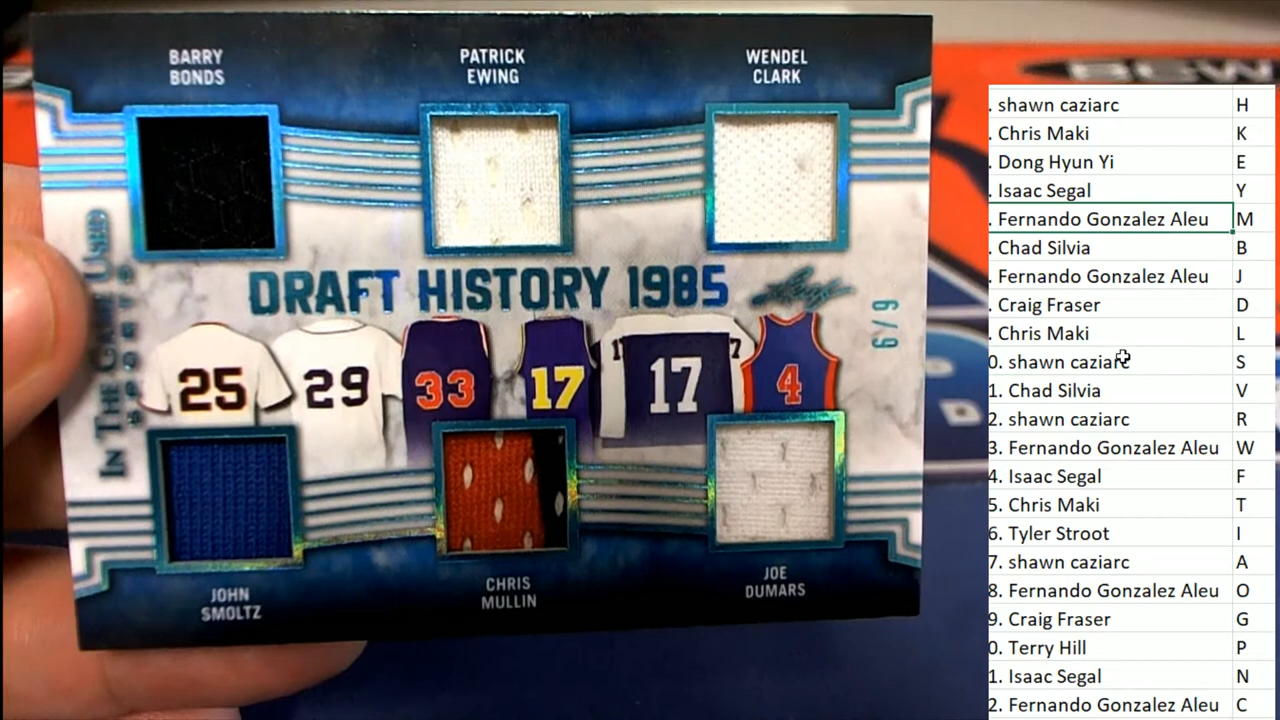 BARRY
BONDS
PATRICK
EWING
WENDEL
CLARK
IN THE GAME USED
SPORTS
DRAFT HISTORY 1985
Leaf
6/9
25
29
33
17
17
17
7
4
JOHN
SMOLTZ
CHRIS
MULLIN
JOE
DUMARS
BCW
. shawn caziarc H
. Chris Maki K
. Dong Hyun Yi E
. Isaac Segal Y
. Fernando Gonzalez Aleu M
. Chad Silvia B
. Fernando Gonzalez Aleu J
. Craig Fraser D
. Chris Maki L
0. shawn caziarc S
1. Chad Silvia V
2. shawn caziarc R
3. Fernando Gonzalez Aleu W
4. Isaac Segal F
5. Chris Maki T
6. Tyler Stroot I
7. shawn caziarc A
8. Fernando Gonzalez Aleu O
9. Craig Fraser G
0. Terry Hill P
1. Isaac Segal N
2. Fernando Gonzalez Aleu C